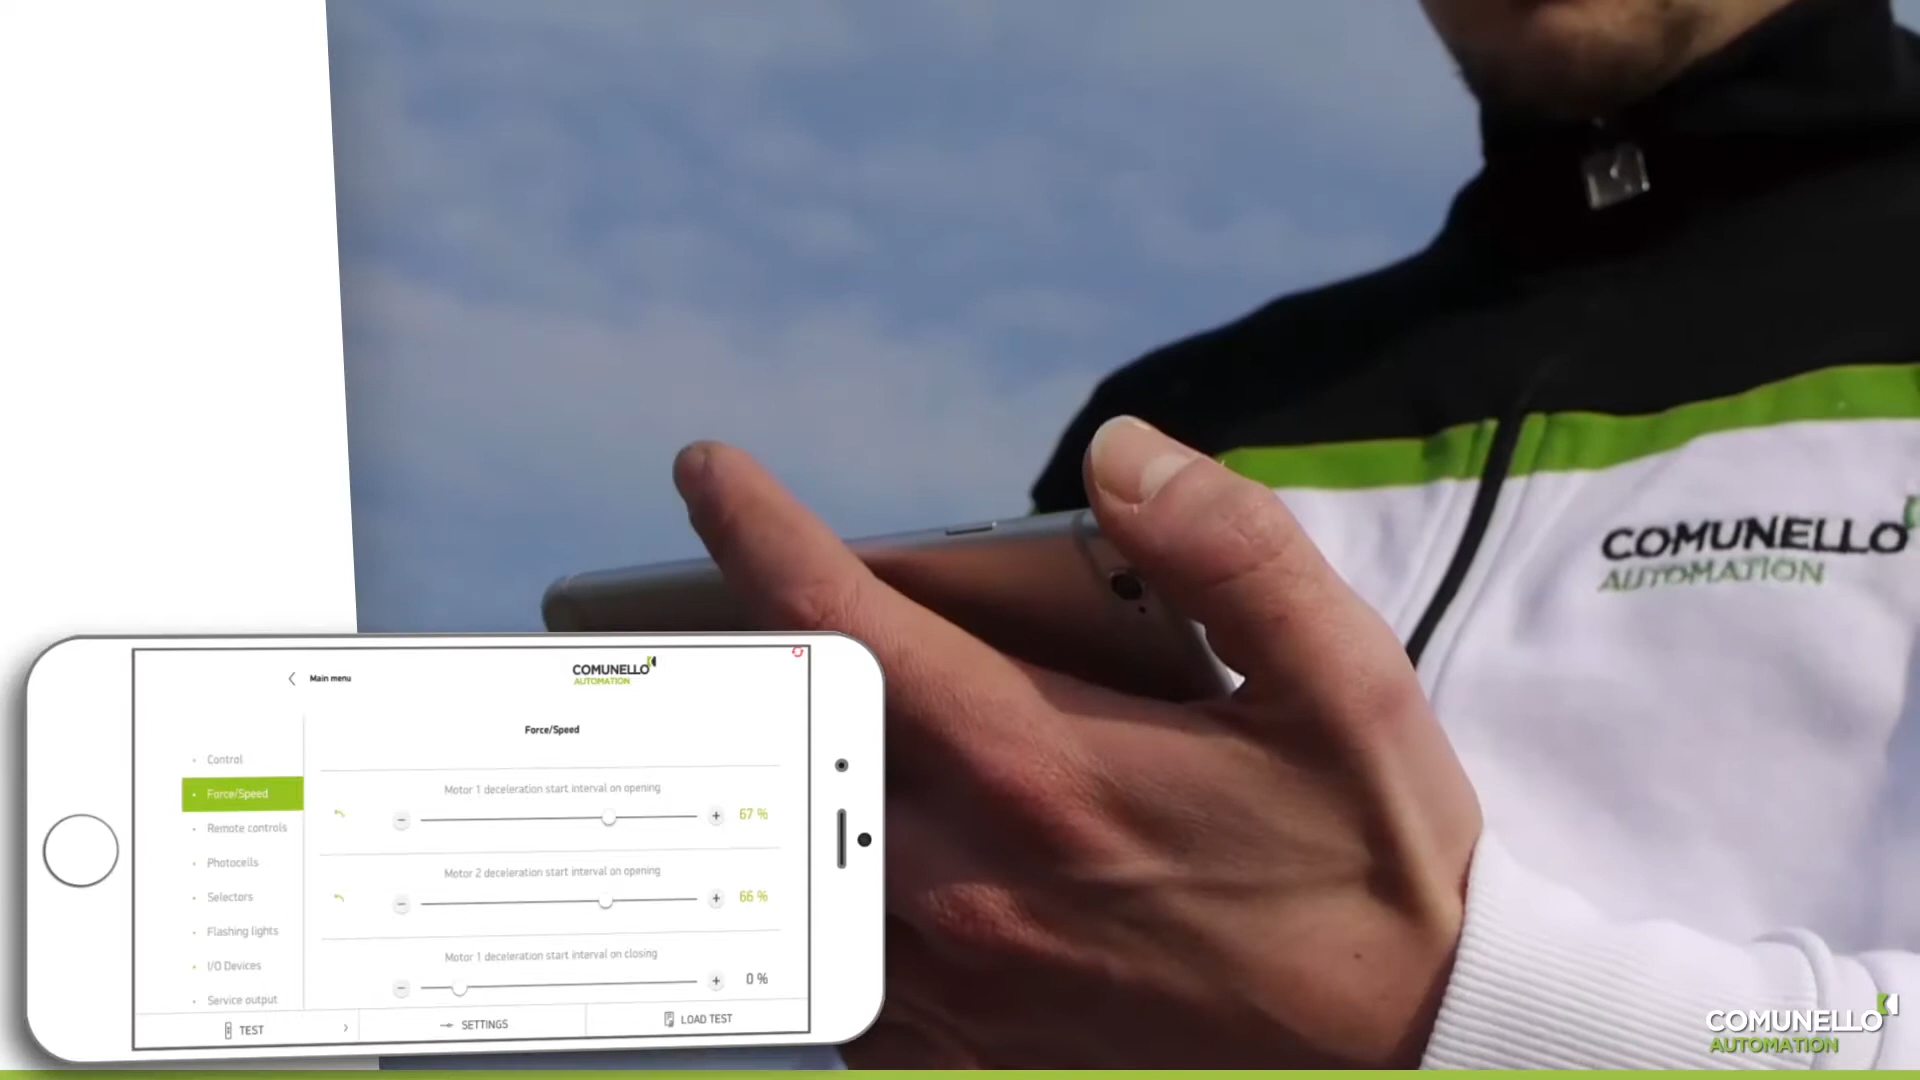 COMUNELLO
AUTOMATION
Main menu
COMUNELLO
AUTOMATION
Force/Speed
Control
Force/Speed
Remote controls
Photocells
Selectors
Flashing lights
I/O Devices
Service output
Motor 1 deceleration start interval on opening
67 %
Motor 2 deceleration start interval on opening
66 %
Motor 1 deceleration start interval on closing
0 %
TEST
SETTINGS
LOAD TEST
COMUNELLO
AUTOMATION